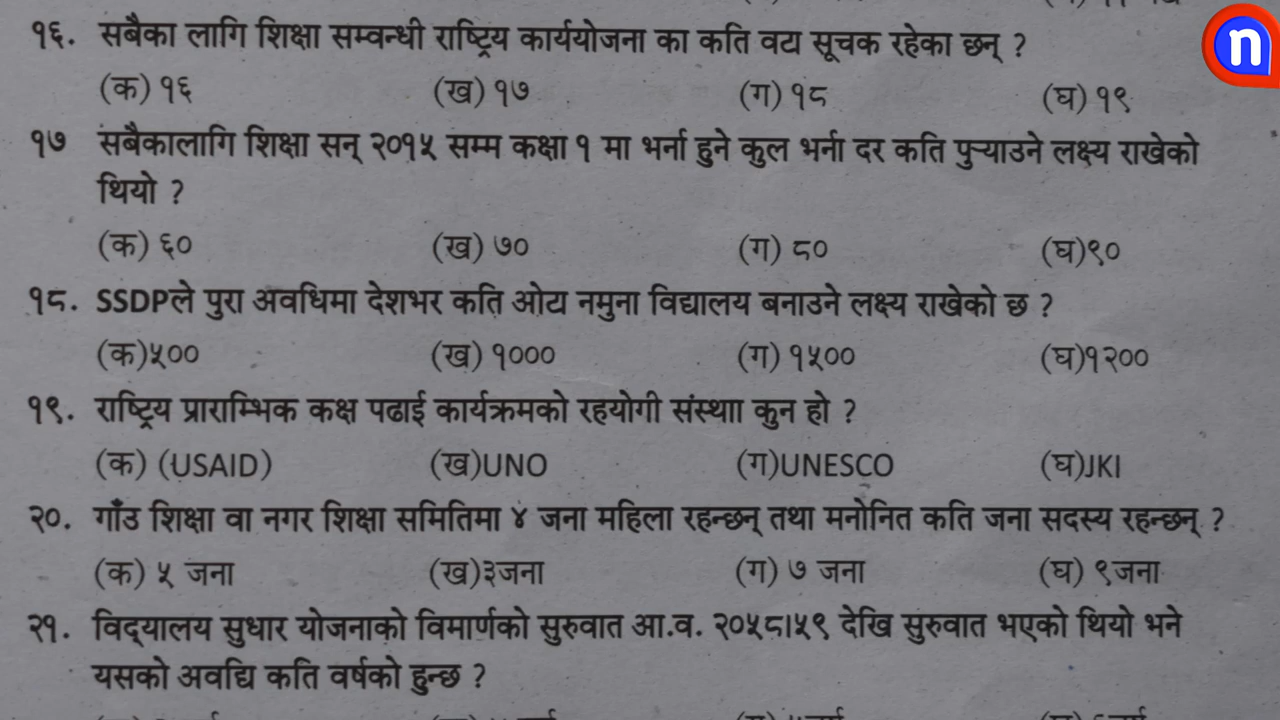 n
१६. सबैका लागि शिक्षा सम्वन्धी राष्ट्रिय कार्ययोजना का कति वटा सूचक रहेका छन् ?
(क) १६ (ख) १७ (ग) १८ (घ) १९
१७ सबैकालागि शिक्षा सन् २०१५ सम्म कक्षा १ मा भर्ना हुने कुल भर्ना दर कति पुऱ्याउने लक्ष्य राखेको
थियो ?
(क) ६० (ख) ७० (ग) ८० (घ)९०
१८. SSDPले पुरा अवधिमा देशभर कति ओटा नमुना विद्यालय बनाउने लक्ष्य राखेको छ ?
(क)५०० (ख) १००० (ग) १५०० (घ)१२००
१९. राष्ट्रिय प्राराम्भिक कक्ष पढाई कार्यक्रमको रहयोगी संस्थाा कुन हो ?
(क) (USAID) (ख)UNO (ग)UNESCO (घ)JKI
२०. गाँउ शिक्षा वा नगर शिक्षा समितिमा ४ जना महिला रहन्छन् तथा मनोनित कति जना सदस्य रहन्छन् ?
(क) ५ जना (ख)३जना (ग) ७ जना (घ) ९जना
२१. विद्यालय सुधार योजनाको विमार्णको सुरुवात आ.व. २०५८।५९ देखि सुरुवात भएको थियो भने
यसको अवद्यि कति वर्षको हुन्छ ?